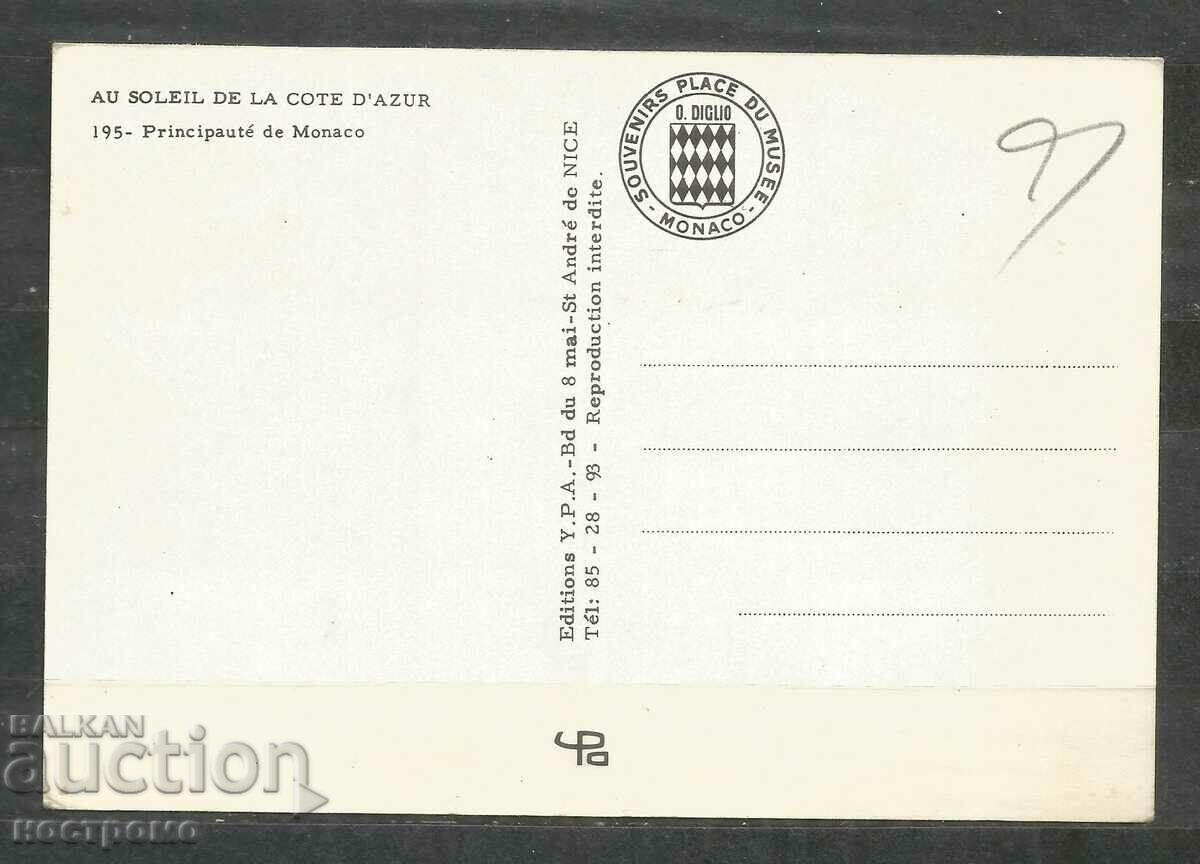 AU SOLEIL DE LA COTE D'AZUR
195- Principauté de Monaco
Editions Y.P.A.-Bd du 8 mai-St André de NICE
Tél: 85 - 28 - 93 - Reproduction interdite.
SOUVENIRS PLACE DU MUSEE
O. DIGLIO
- MONACO -
BALKAN
auction
костромо